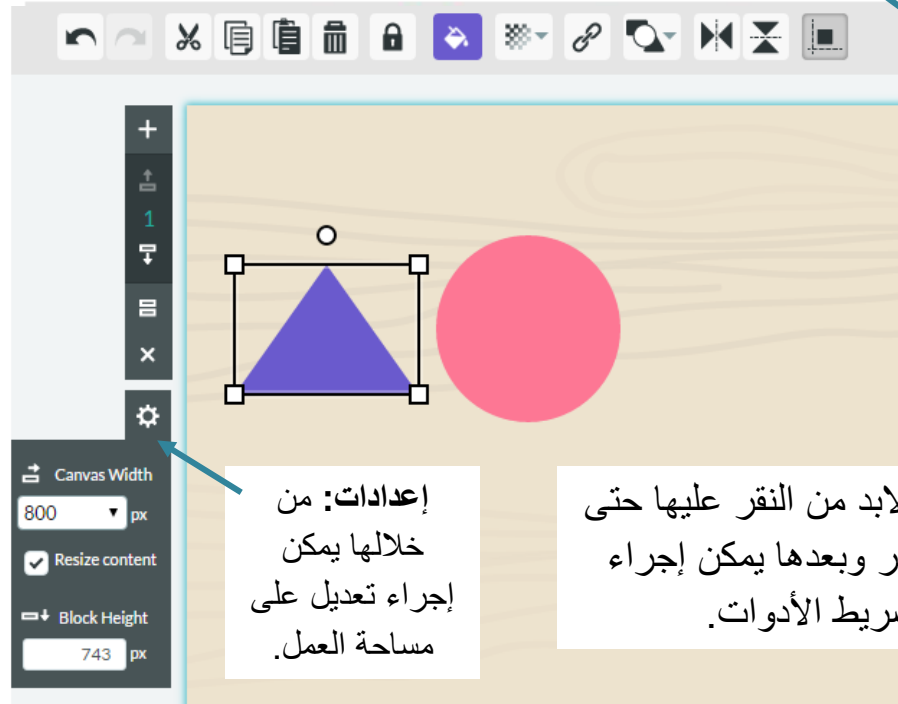 1
Canvas Width
800 px
Resize content
Block Height
743 px
إعدادات: من
خلالها يمكن
إجراء تعديل على
مساحة العمل.
لابد من النقر عليها حتى
وبعدها يمكن إجراء
الأدوات.